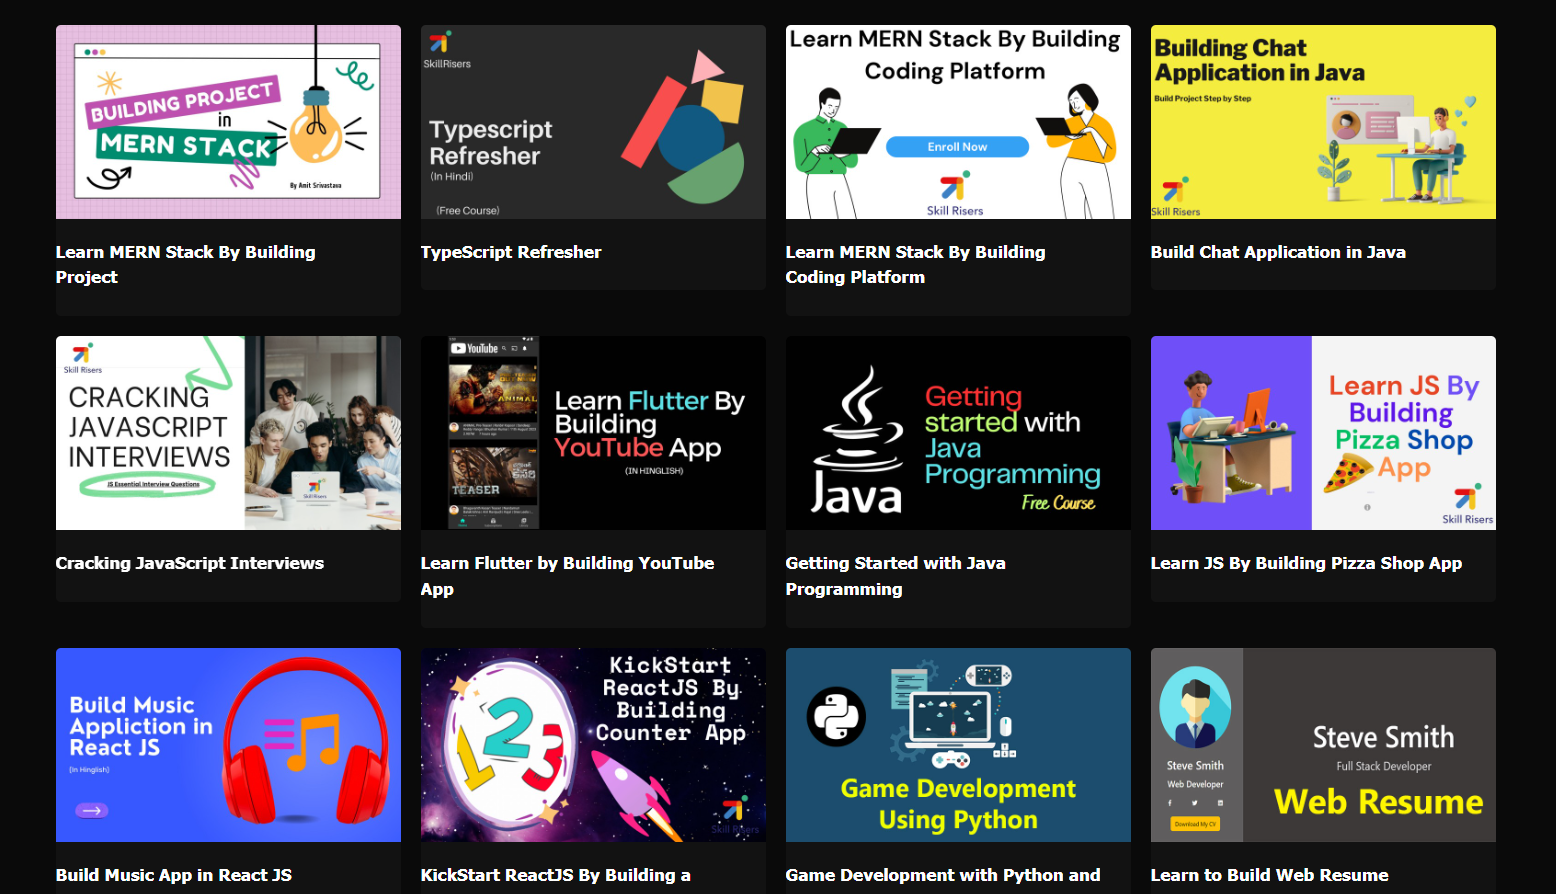 BUILDING PROJECT
in
MERN STACK
By Amit Srivastava
Learn MERN Stack By Building
Project
SkillRisers
Typescript
Refresher
(In Hindi)
(Free Course)
TypeScript Refresher
Learn MERN Stack By Building
Coding Platform
Enroll Now
Skill Risers
Learn MERN Stack By Building
Coding Platform
Building Chat
Application in Java
Build Project Step by Step
Skill Risers
Build Chat Application in Java
Skill Risers
CRACKING
JAVASCRIPT
INTERVIEWS
JS Essential Interview Questions
Skill Risers
Cracking JavaScript Interviews
YouTube
ANIMAL
TEASER
Learn Flutter By
Building
YouTube App
(IN HINGLISH)
Learn Flutter by Building YouTube
App
Java
Getting
started with
Java
Programming
Free Course
Getting Started with Java
Programming
Learn JS By
Building
Pizza Shop
App
Skill Risers
Learn JS By Building Pizza Shop App
Build Music
Appliction in
React JS
(In Hinglish)
Build Music App in React JS
KickStart
ReactJS By
Building
Counter App
123
Skill Risers
KickStart ReactJS By Building a
Game Development
Using Python
Game Development with Python and
Steve Smith
Web Developer
Download My CV
Steve Smith
Full Stack Developer
Web Resume
Learn to Build Web Resume